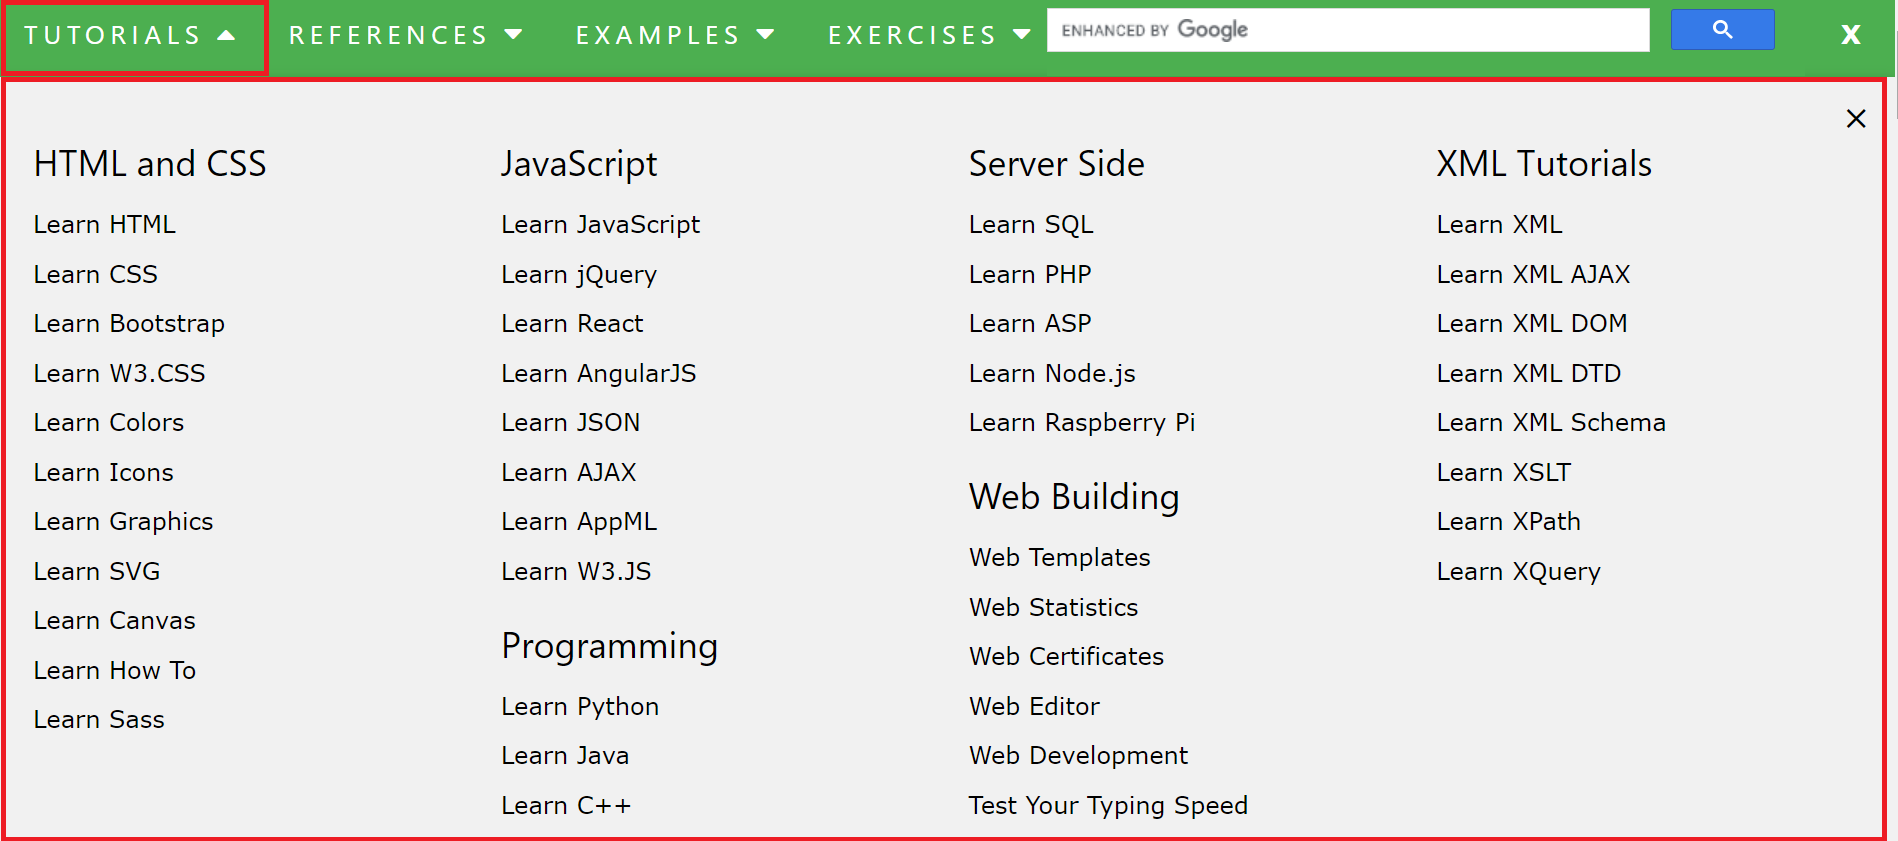 TUTORIALS
REFERENCES
EXAMPLES
EXERCISES
ENHANCED BY Google
X
HTML and CSS
Learn HTML
Learn CSS
Learn Bootstrap
Learn W3.CSS
Learn Colors
Learn Icons
Learn Graphics
Learn SVG
Learn Canvas
Learn How To
Learn Sass
JavaScript
Learn JavaScript
Learn jQuery
Learn React
Learn AngularJS
Learn JSON
Learn AJAX
Learn AppML
Learn W3.JS
Programming
Learn Python
Learn Java
Learn C++
Server Side
Learn SQL
Learn PHP
Learn ASP
Learn Node.js
Learn Raspberry Pi
Web Building
Web Templates
Web Statistics
Web Certificates
Web Editor
Web Development
Test Your Typing Speed
XML Tutorials
Learn XML
Learn XML AJAX
Learn XML DOM
Learn XML DTD
Learn XML Schema
Learn XSLT
Learn XPath
Learn XQuery